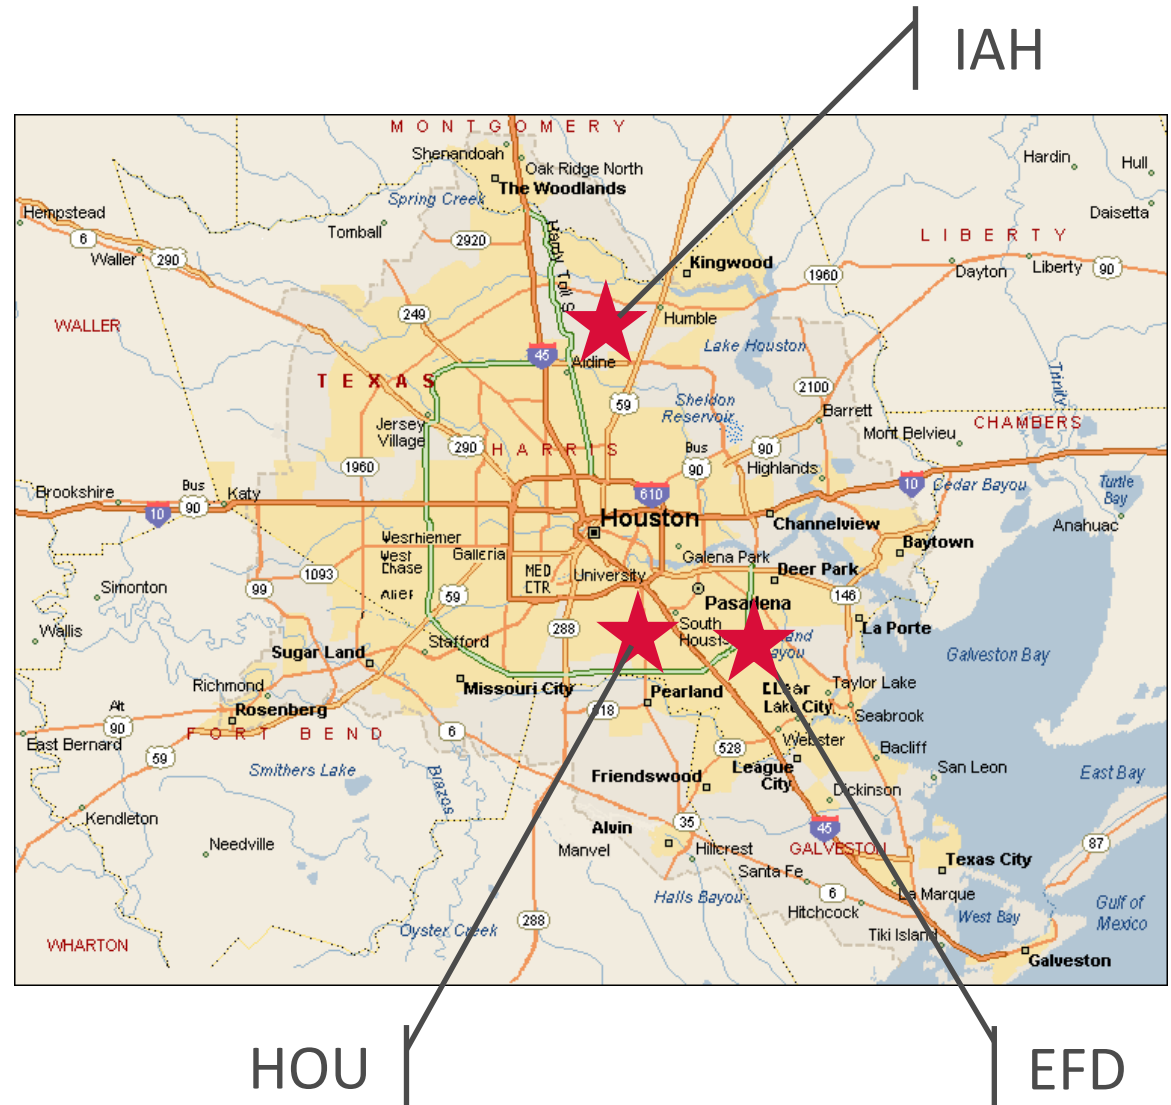 IAH
MONTGOMERY
Shenandoah
Oak Ridge North
The Woodlands
Spring Creek
Hardin
Hull
Hempstead
Daisetta
Tomball
6
2920
Hardy Toll
LIBERTY
Waller
290
Kingwood
1960
Dayton
Liberty
90
249
Humble
WALLER
45
Aldine
Lake Houston
Trinity
TEXAS
2100
59
Sheldon
Reservoir
Barrett
Jersey
Village
290
HARRIS
Bus
90
90
Mont Belvieu
CHAMBERS
1960
Highlands
10
Cedar Bayou
Turtle
Bay
Brookshire
Bus
90
Katy
610
10
Houston
Channelview
Anahuac
Westhiemer
West
Chase
Galleria
Galena Park
Baytown
1093
MED
CTR
University
Deer Park
Simonton
99
Alief
59
Pasadena
146
Wallis
288
South
La Porte
Stafford
Sugar Land
Galveston Bay
Richmond
Missouri City
Pearland
Clear
Lake City
Taylor Lake
Alt
90
Rosenberg
Seabrook
FORT BEND
6
East Bernard
59
528
Webster
Bacliff
Smithers Lake
Brazos
Friendswood
League
City
San Leon
East Bay
Dickinson
Kendleton
35
45
Alvin
Manvel
Hillcrest
GALVESTON
87
Needville
Texas City
Santa Fe
6
La Marque
Halls Bayou
Hitchcock
West Bay
Gulf of
Mexico
288
Oyster Creek
Tiki Island
WHARTON
Galveston
HOU
EFD